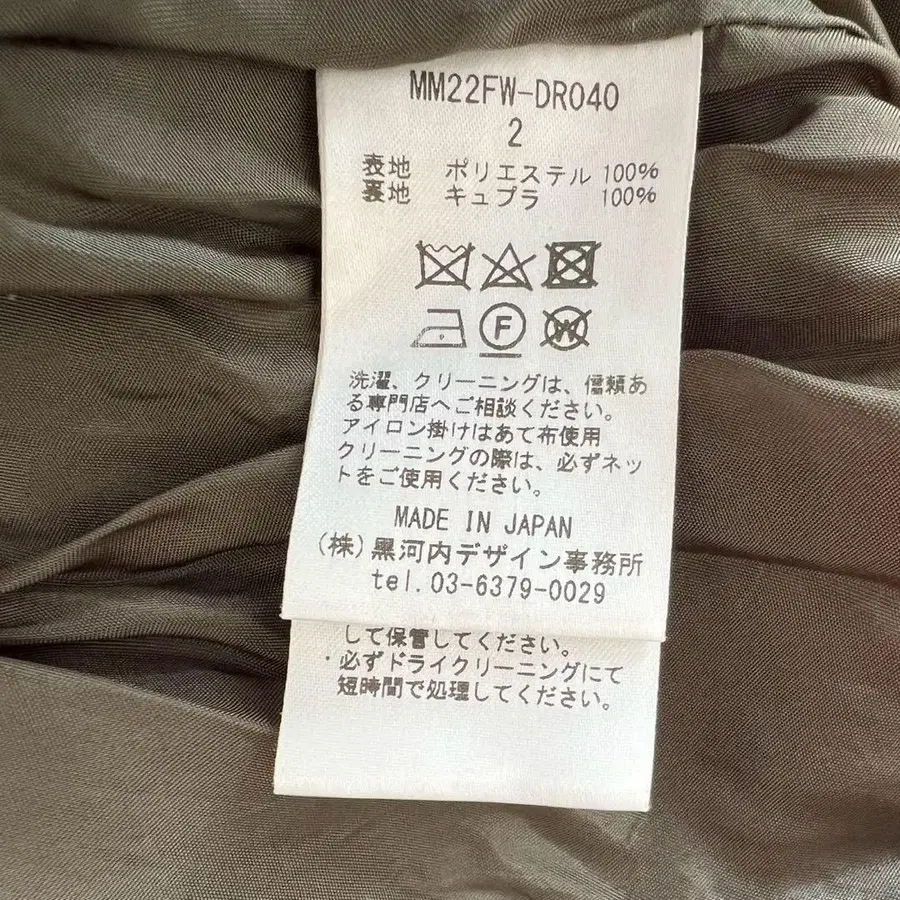 MM22FW-DR040
2
表地 ポリエステル 100%
裏地 キュプラ 100%
F
W
洗濯、クリーニングは、信頼あ
る専門店へご相談ください。
アイロン掛けはあて布使用
クリーニングの際は、必ずネッ
トをご使用ください。
MADE IN JAPAN
(株)黒河内デザイン事務所
tel.03-6379-0029
して保管してください。
・必ずドライクリーニングにて
短時間で処理してください。